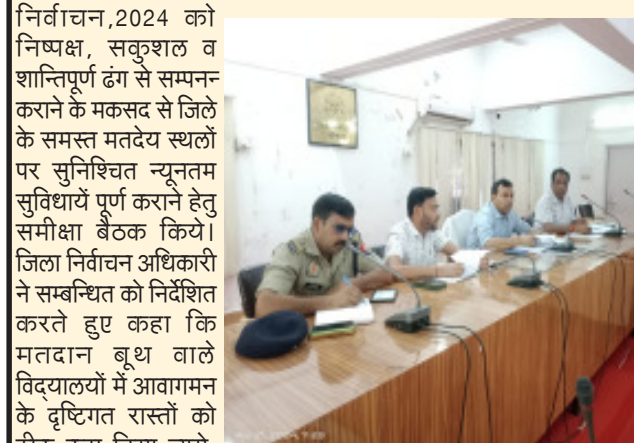 निर्वाचन,2024 को
निष्पक्ष, सकुशल व
शान्तिपूर्ण ढंग से सम्पनन
कराने के मकसद से जिले
के समस्त मतदेय स्थलों
पर सुनिश्चित न्यूनतम
सुविधायें पूर्ण कराने हेतु
समीक्षा बैठक किये।
जिला निर्वाचन अधिकारी
ने सम्बन्धित को निर्देशित
करते हुए कहा कि
मतदान बूथ वाले
विद्यालयों में आवागमन
के दृष्टिगत रास्तों को